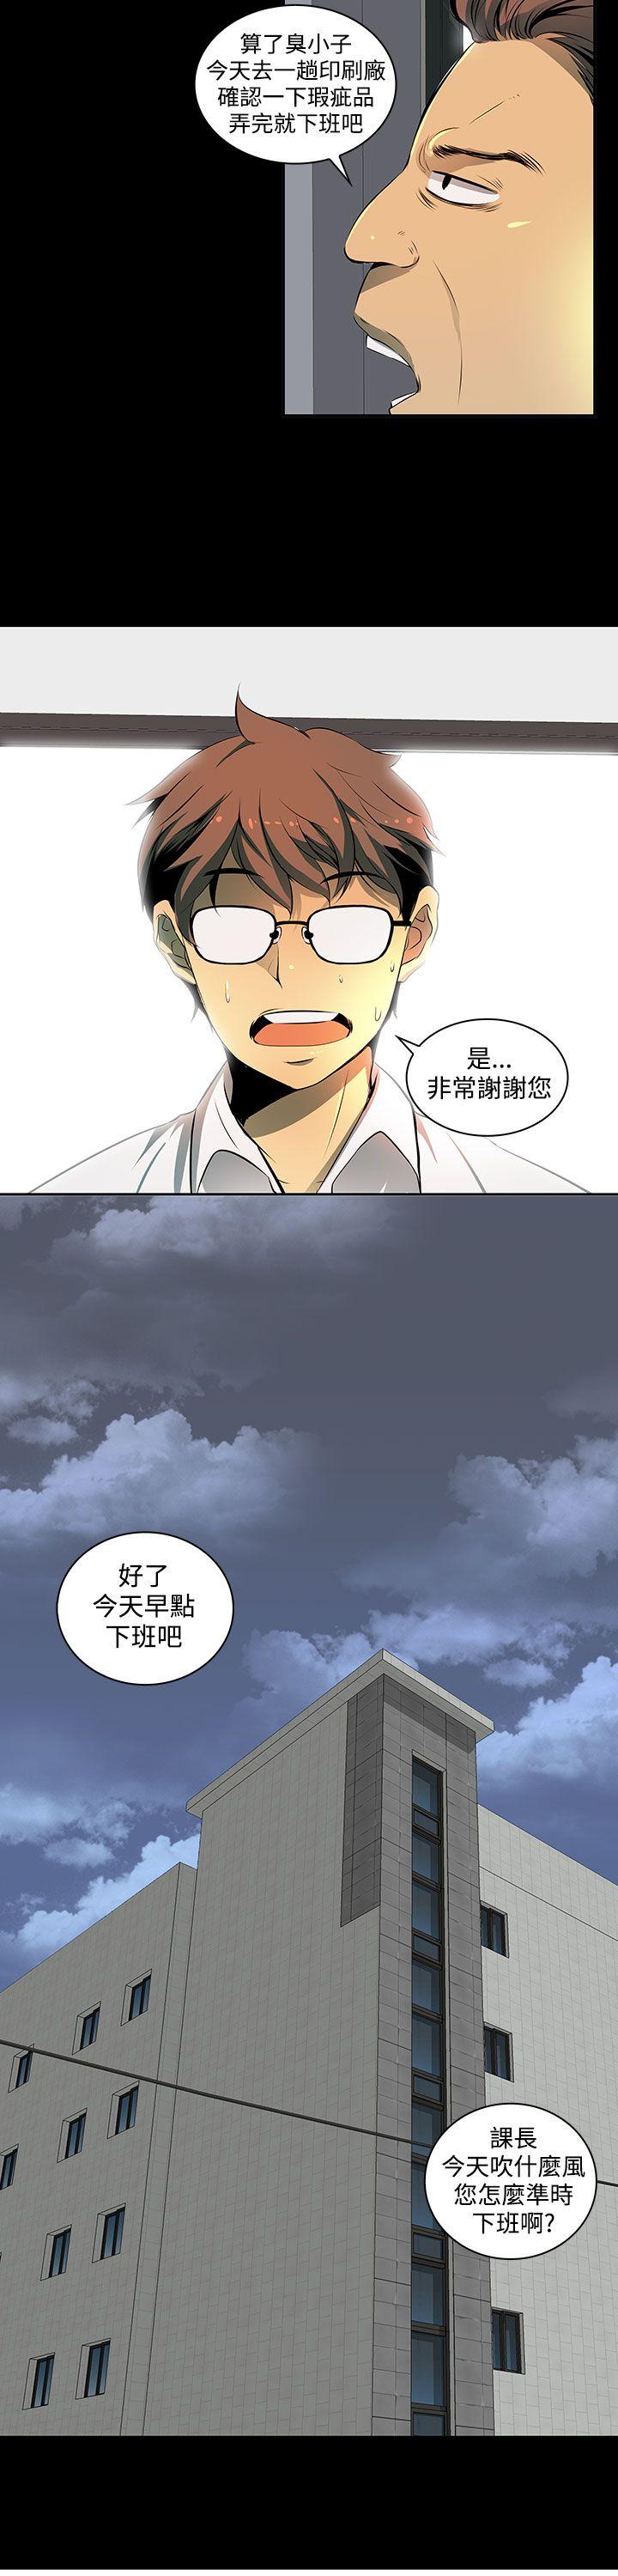 算了臭小子
今天去一趟印刷廠
確認一下瑕疵品
弄完就下班吧
是...
非常謝謝您
好了
今天早點
下班吧
課長
今天吹什麼風
您怎麼準時
下班啊?